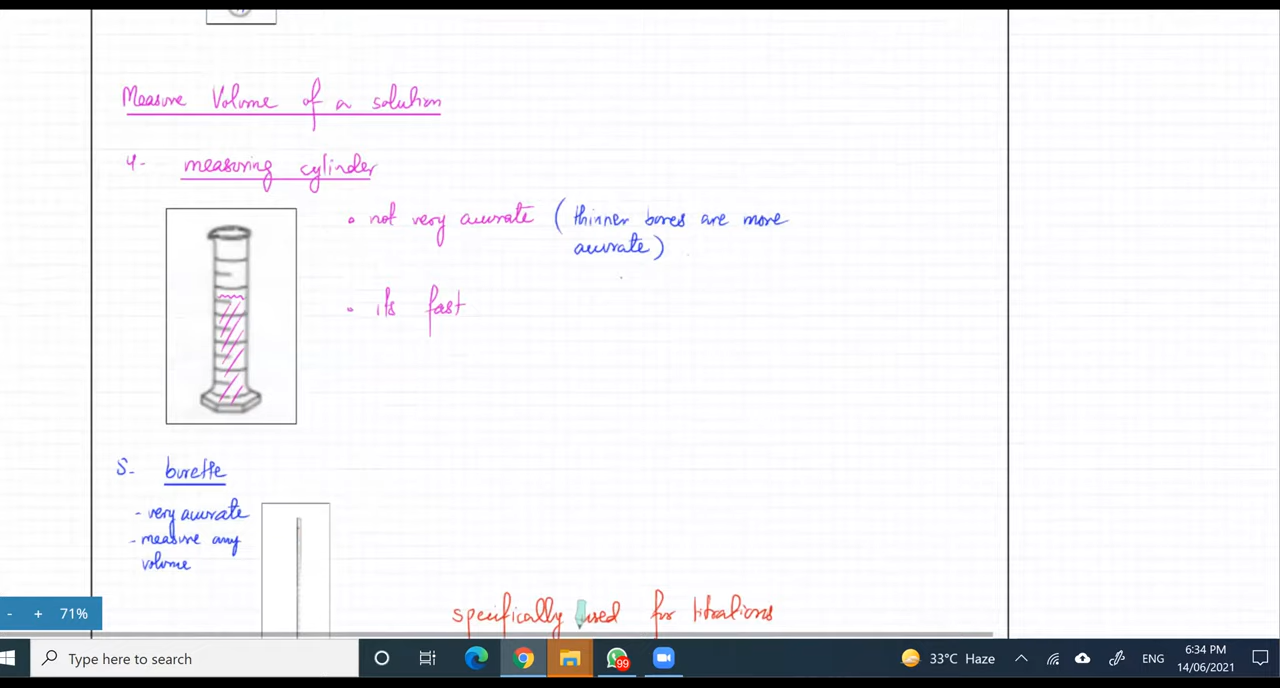 Measure Volume of a solution
4- measuring cylinder
• not very accurate (thinner bores are more
accurate)
• its fast
5- burette
- very accurate
- measure any
volume
specifically used for titrations
- + 71%
Type here to search
99
33°C Haze
ENG
6:34 PM
14/06/2021